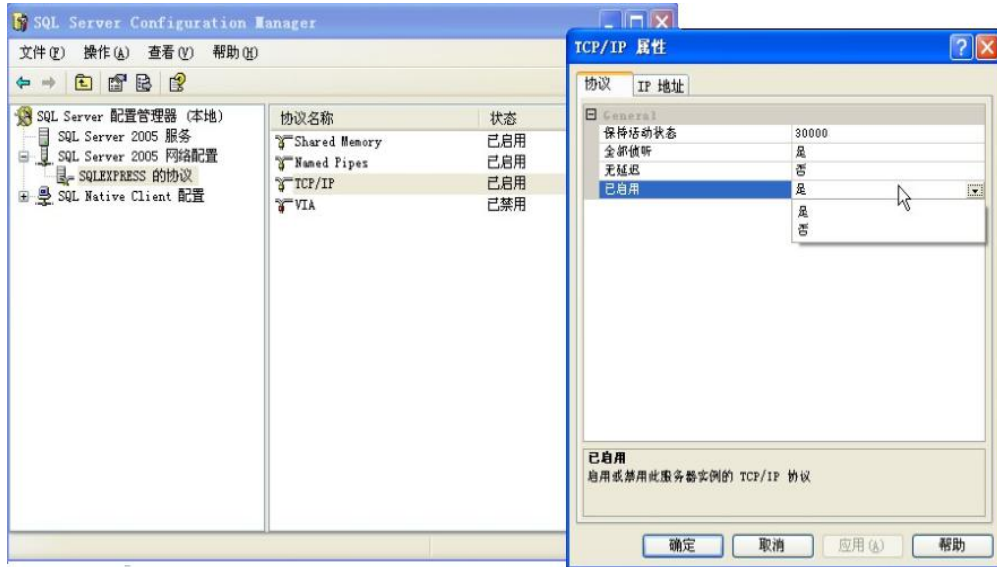 SQL Server Configuration Manager
文件(F) 操作(A) 查看(V) 帮助(H)
SQL Server 配置管理器 (本地)
SQL Server 2005 服务
SQL Server 2005 网络配置
SQLEXPRESS 的协议
SQL Native Client 配置
协议名称 状态
Shared Memory 已启用
Named Pipes 已启用
TCP/IP 已启用
VIA 已禁用
TCP/IP 属性
协议 IP 地址
General
保持活动状态 30000
全部侦听 是
无延迟 否
已启用 是
是
否
已启用
启用或禁用此服务器实例的 TCP/IP 协议
确定 取消 应用(A) 帮助